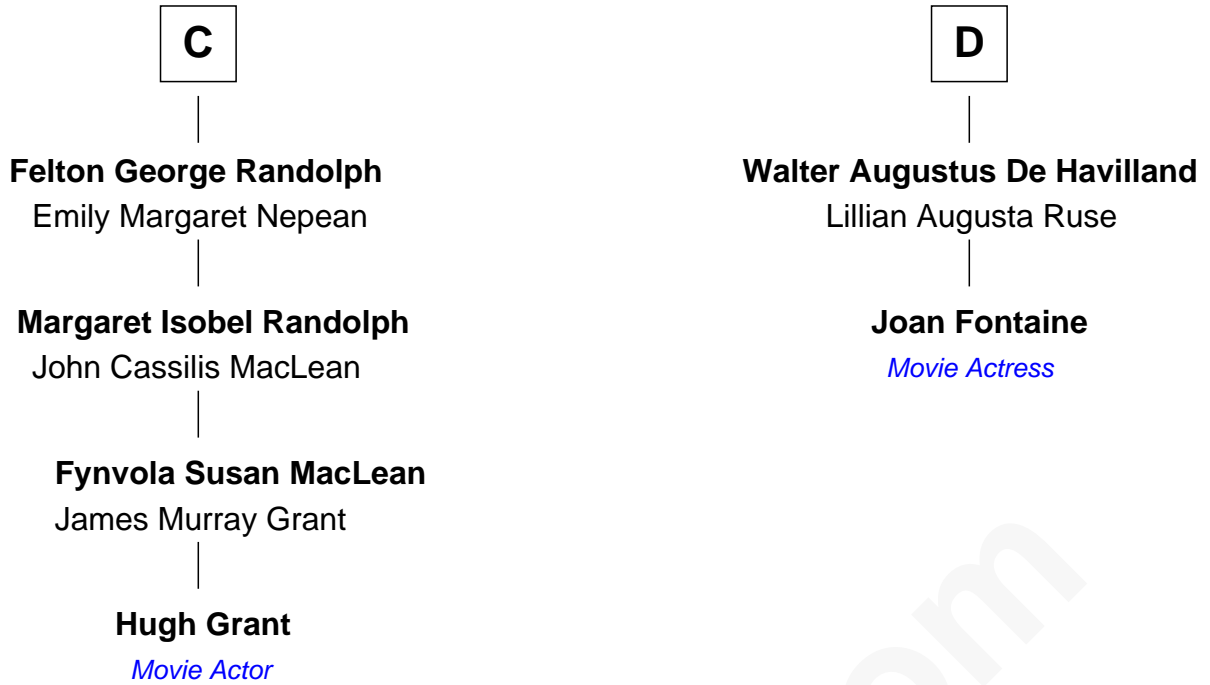 C
Felton George Randolph
Emily Margaret Nepean
Margaret Isobel Randolph
John Cassilis MacLean
Fynvola Susan MacLean
James Murray Grant
Hugh Grant
Movie Actor
D
Walter Augustus De Havilland
Lillian Augusta Ruse
Joan Fontaine
Movie Actress
om